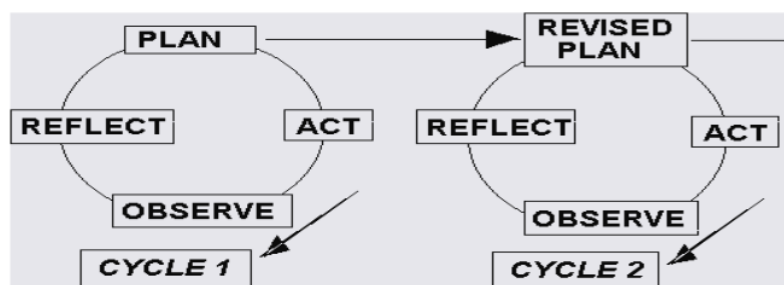 PLAN
REFLECT
ACT
OBSERVE
CYCLE 1
REVISED
PLAN
REFLECT
ACT
OBSERVE
CYCLE 2